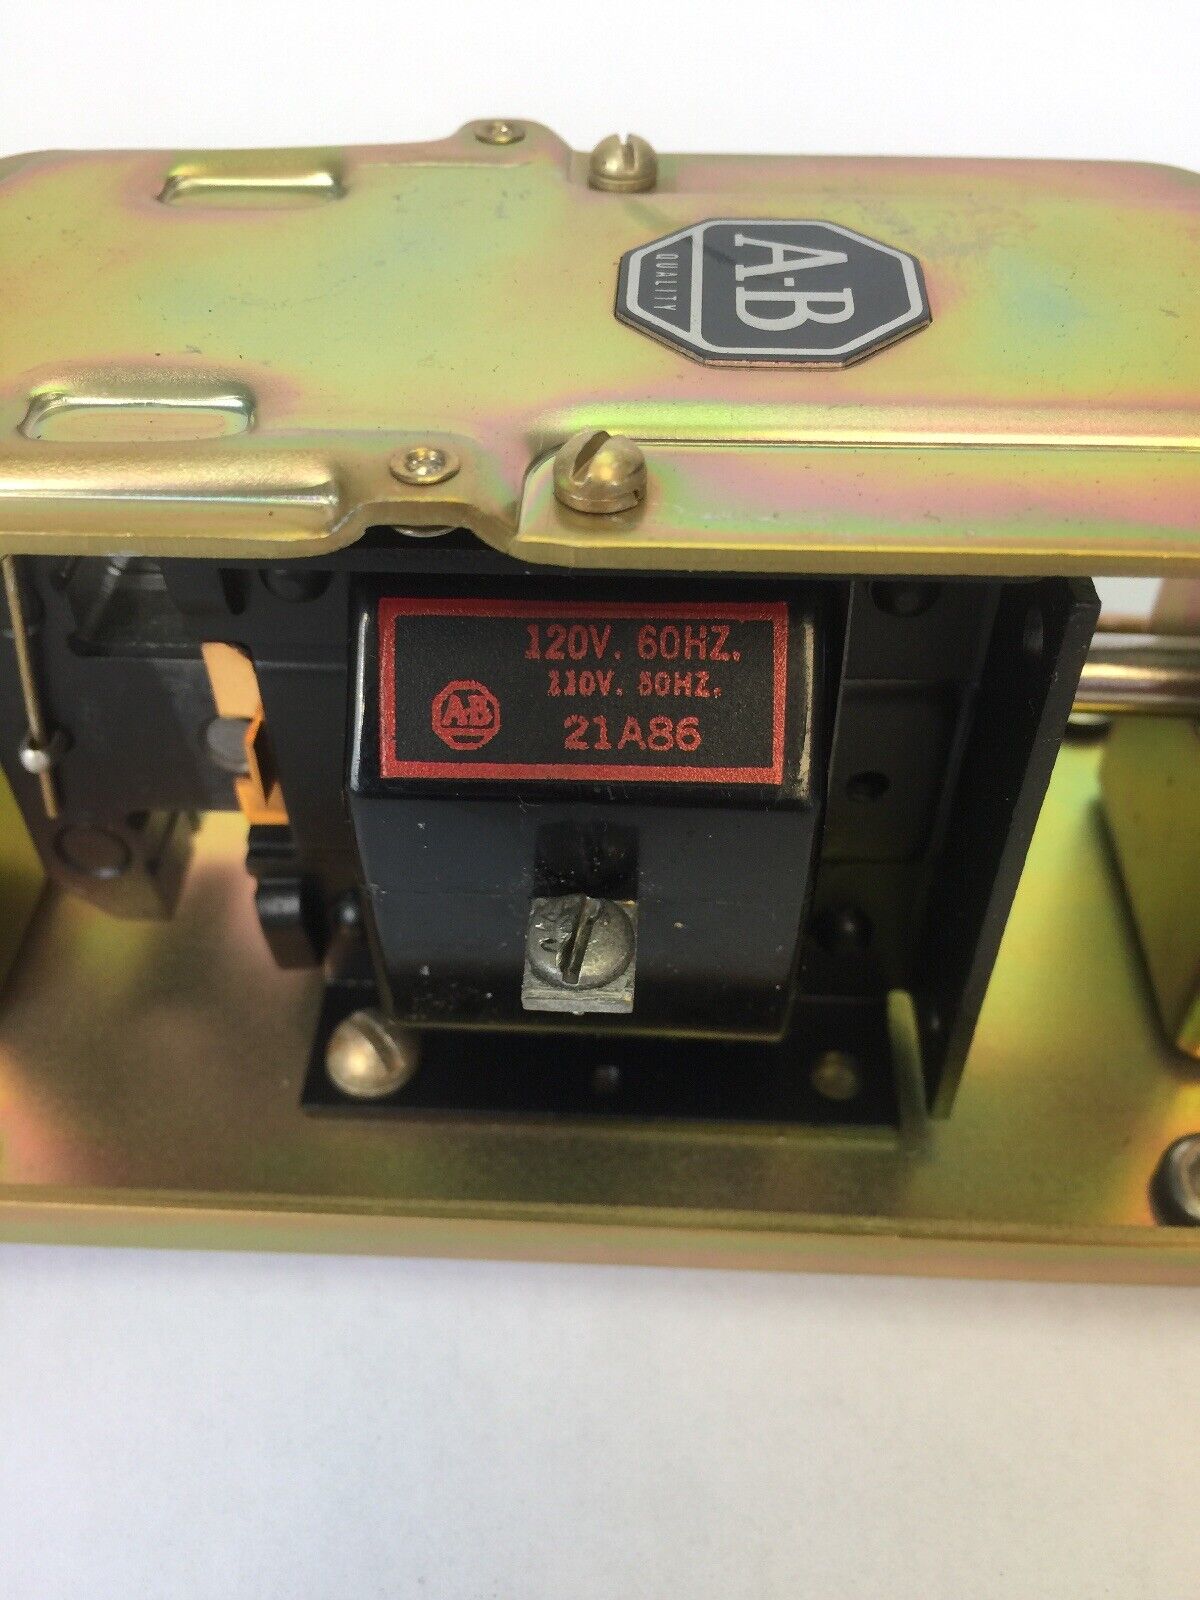 A-B
QUALITY
120V. 60HZ.
110V. 50HZ.
A-B
21A86